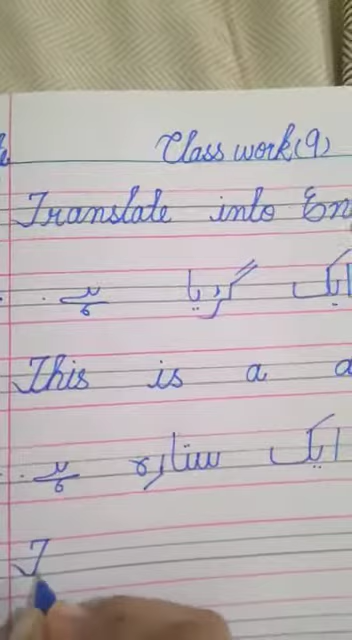 Class work(9)
Translate into En
ایک گڑیا ہے
This is a
ایک ستارہ ہے
T